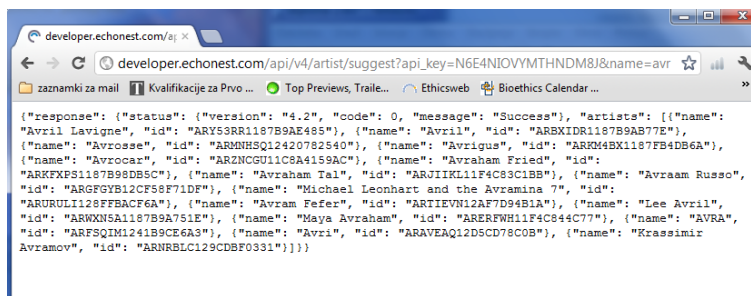 developer.echonest.com/ap
developer.echonest.com/api/v4/artist/suggest?api_key=N6E4NIOVYMTHNDM8J&name=avr
zaznamki za mail Kvalifikacije za Prvo ... Top Previews, Traile... Ethicsweb Bioethics Calendar ... »
{"response": {"status": {"version": "4.2", "code": 0, "message": "Success"}, "artists": [{"name":
"Avril Lavigne", "id": "ARY53RR1187B9AE485"}, {"name": "Avril", "id": "ARBXIDR1187B9AB77E"},
{"name": "Avrosse", "id": "ARMNHSQ12420782540"}, {"name": "Avrigus", "id": "ARKM4BX1187FB4DB6A"},
{"name": "Avrocar", "id": "ARZNCGU11C8A4159AC"}, {"name": "Avraham Fried", "id":
"ARKFXPS1187B98DB5C"}, {"name": "Avraham Tal", "id": "ARJIIKL11F4C83C1BB"}, {"name": "Avraam Russo",
"id": "ARGFGYB12CF58F71DF"}, {"name": "Michael Leonhart and the Avramina 7", "id":
"ARURULI128FFBACF6A"}, {"name": "Avram Fefer", "id": "ARTIEVN12AF7D94B1A"}, {"name": "Lee Avril",
"id": "ARWXN5A1187B9A751E"}, {"name": "Maya Avraham", "id": "ARERFWH11F4C844C77"}, {"name": "AVRA",
"id": "ARFSQIM1241B9CE6A3"}, {"name": "Avri", "id": "ARAVEAQ12D5CD78C0B"}, {"name": "Krassimir
Avramov", "id": "ARNRBLC129CDBF0331"}]}}